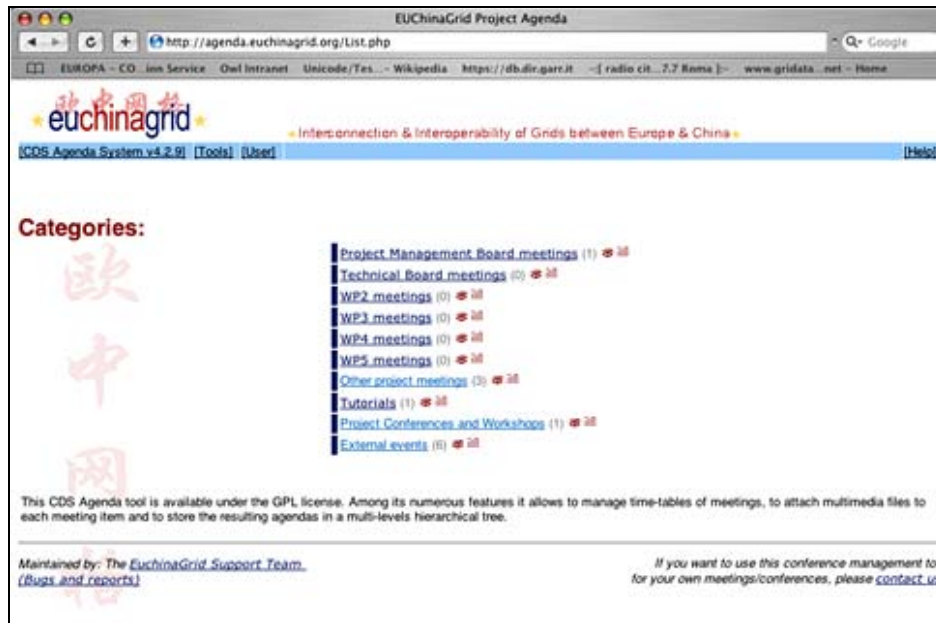 EUChinaGrid Project Agenda
http://agenda.euchinagrid.org/List.php
Google
EUROPA - CO...inn Service Owl Intranet Unicode/Tes...- Wikipedia https://db.dir.garr.it -:[ radio cit...7.7 Roma ]:- www.gridata...net - Home
欧中网格
euchinagrid
Interconnection & Interoperability of Grids between Europe & China
[CDS Agenda System v4.2.9] [Tools] [User] [Help]
Categories:
Project Management Board meetings (1)
Technical Board meetings (0)
WP2 meetings (0)
WP3 meetings (0)
WP4 meetings (0)
WP5 meetings (0)
Other project meetings (3)
Tutorials (1)
Project Conferences and Workshops (1)
External events (6)
欧
中
网
格
This CDS Agenda tool is available under the GPL license. Among its numerous features it allows to manage time-tables of meetings, to attach multimedia files to
each meeting item and to store the resulting agendas in a multi-levels hierarchical tree.
Maintained by: The EuchinaGrid Support Team
(Bugs and reports)
If you want to use this conference management to
for your own meetings/conferences, please contact us